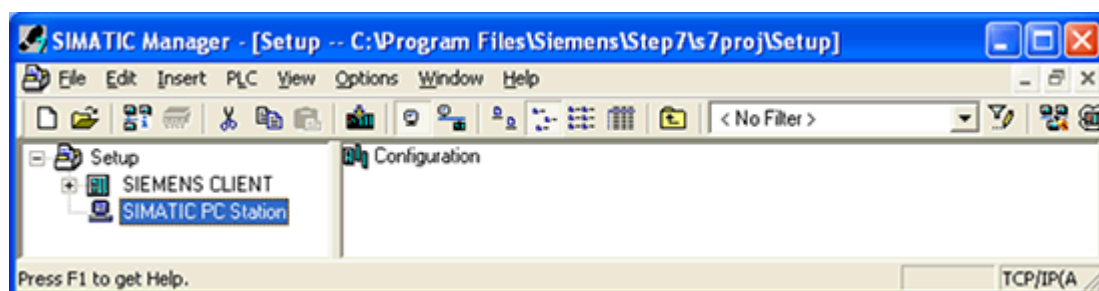 SIMATIC Manager - [Setup -- C:\Program Files\Siemens\Step7\s7proj\Setup]
File Edit Insert PLC View Options Window Help
< No Filter >
Setup
Configuration
SIEMENS CLIENT
SIMATIC PC Station
Press F1 to get Help.
TCP/IP(A